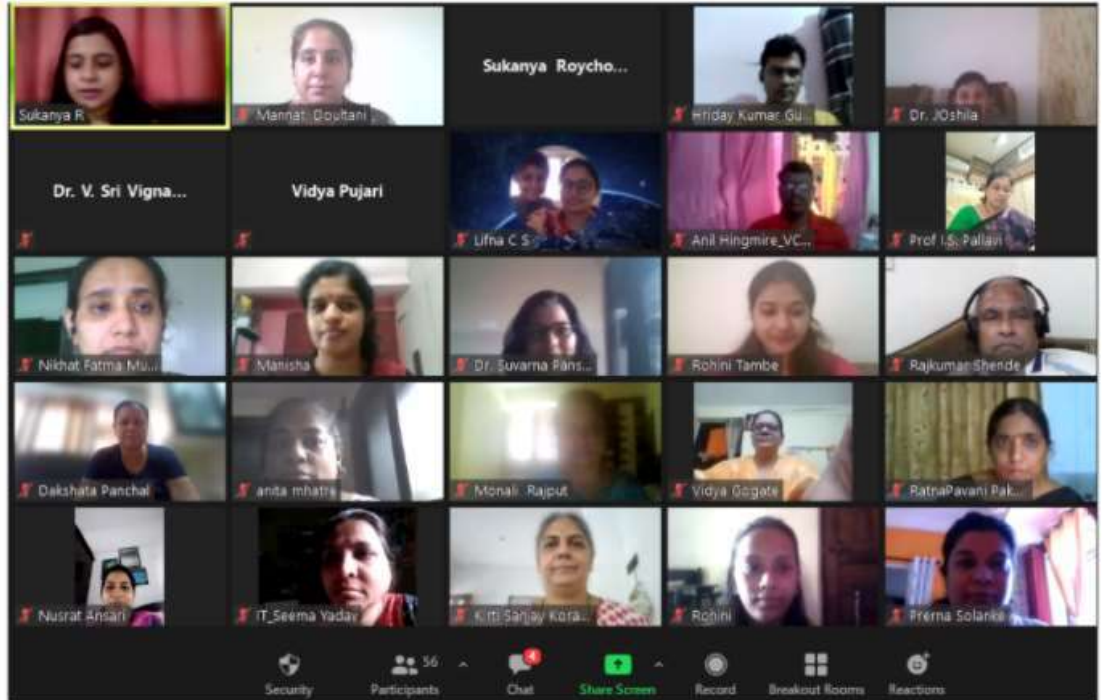 Sukanya R
Mannat Doultani
Sukanya Roycho...
Hriday Kumar Gu...
Dr. JOshila
Dr. V. Sri Vigna...
Vidya Pujari
Lifna C S
Anil Hingmire_VC...
Prof I.S. Pallavi
Nikhat Fatma Mu...
Manisha
Dr. Suvarna Pans...
Rohini Tambe
Rajkumar Shende
Dakshata Panchal
anita mhatre
Monali Rajput
Vidya Gogate
RatnaPavani Pak...
Nusrat Ansari
IT_Seema Yadav
Kirti Sanjay Kora...
Rohini
Prerna Solanke
56
4
Security
Participants
Chat
Share Screen
Record
Breakout Rooms
Reactions